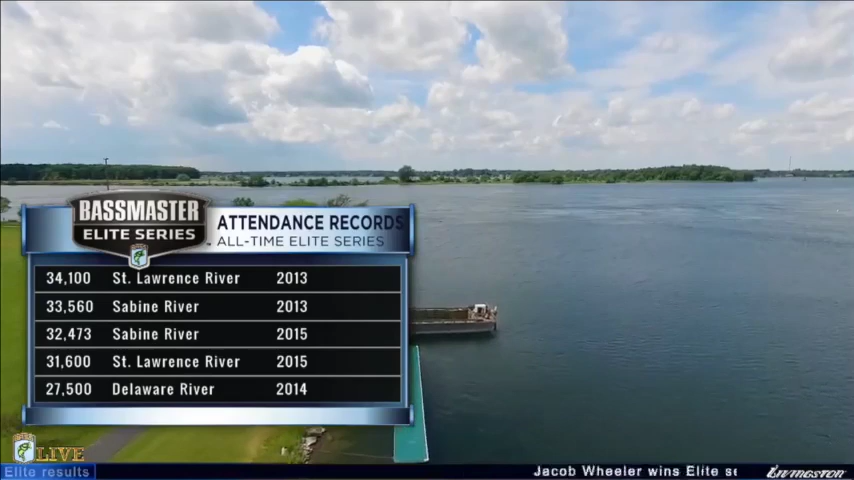 BASSMASTER
ELITE SERIES
ATTENDANCE RECORDS
ALL-TIME ELITE SERIES
34,100 St. Lawrence River 2013
33,560 Sabine River 2013
32,473 Sabine River 2015
31,600 St. Lawrence River 2015
27,500 Delaware River 2014
LIVE
Elite results
Jacob Wheeler wins Elite se
LIVINGSTON